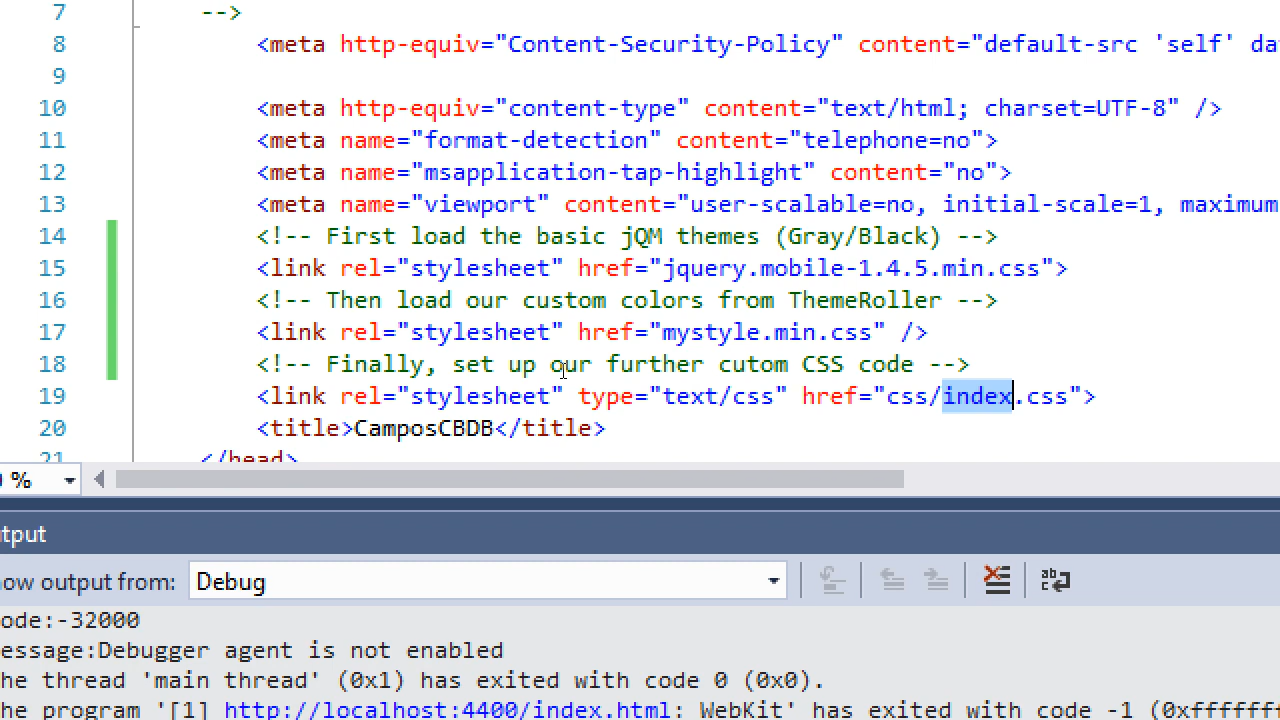 7 -->
8 <meta http-equiv="Content-Security-Policy" content="default-src 'self' da
9
10 <meta http-equiv="content-type" content="text/html; charset=UTF-8" />
11 <meta name="format-detection" content="telephone=no">
12 <meta name="msapplication-tap-highlight" content="no">
13 <meta name="viewport" content="user-scalable=no, initial-scale=1, maximum
14 <!-- First load the basic jQM themes (Gray/Black) -->
15 <link rel="stylesheet" href="jquery.mobile-1.4.5.min.css">
16 <!-- Then load our custom colors from ThemeRoller -->
17 <link rel="stylesheet" href="mystyle.min.css" />
18 <!-- Finally, set up our further cutom CSS code -->
19 <link rel="stylesheet" type="text/css" href="css/index.css">
20 <title>CamposCBDB</title>
21 </head>
%
utput
ow output from: Debug
ode:-32000
essage:Debugger agent is not enabled
he thread 'main thread' (0x1) has exited with code 0 (0x0).
he program '[1] http://localhost:4400/index.html: WebKit' has exited with code -1 (0xfffffff